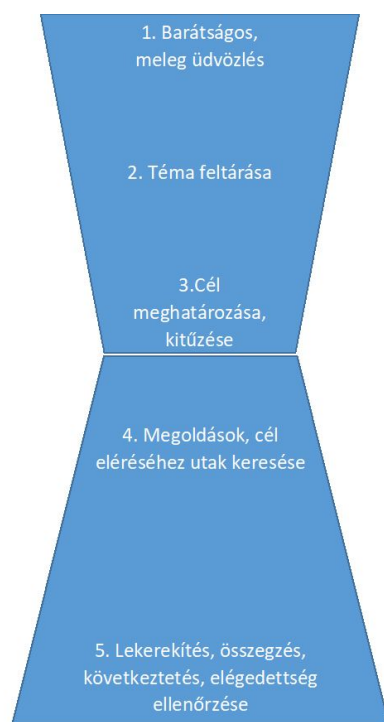 1. Barátságos,
meleg üdvözlés
2. Téma feltárása
3.Cél
meghatározása,
kitűzése
4. Megoldások, cél
eléréséhez utak keresése
5. Lekerekítés, összegzés,
következtetés, elégedettség
ellenőrzése